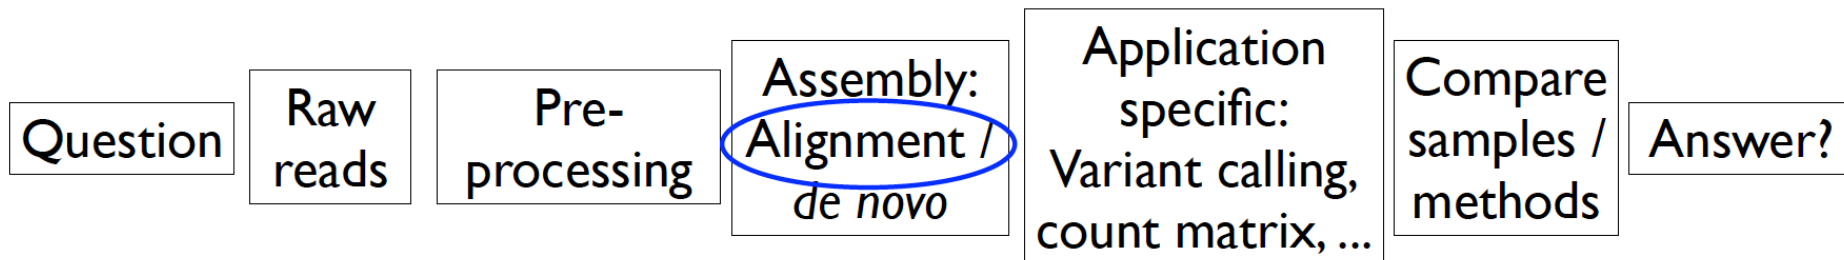 Question
Raw
reads
Pre-
processing
Assembly:
Alignment /
de novo
Application
specific:
Variant calling,
count matrix, ...
Compare
samples /
methods
Answer?